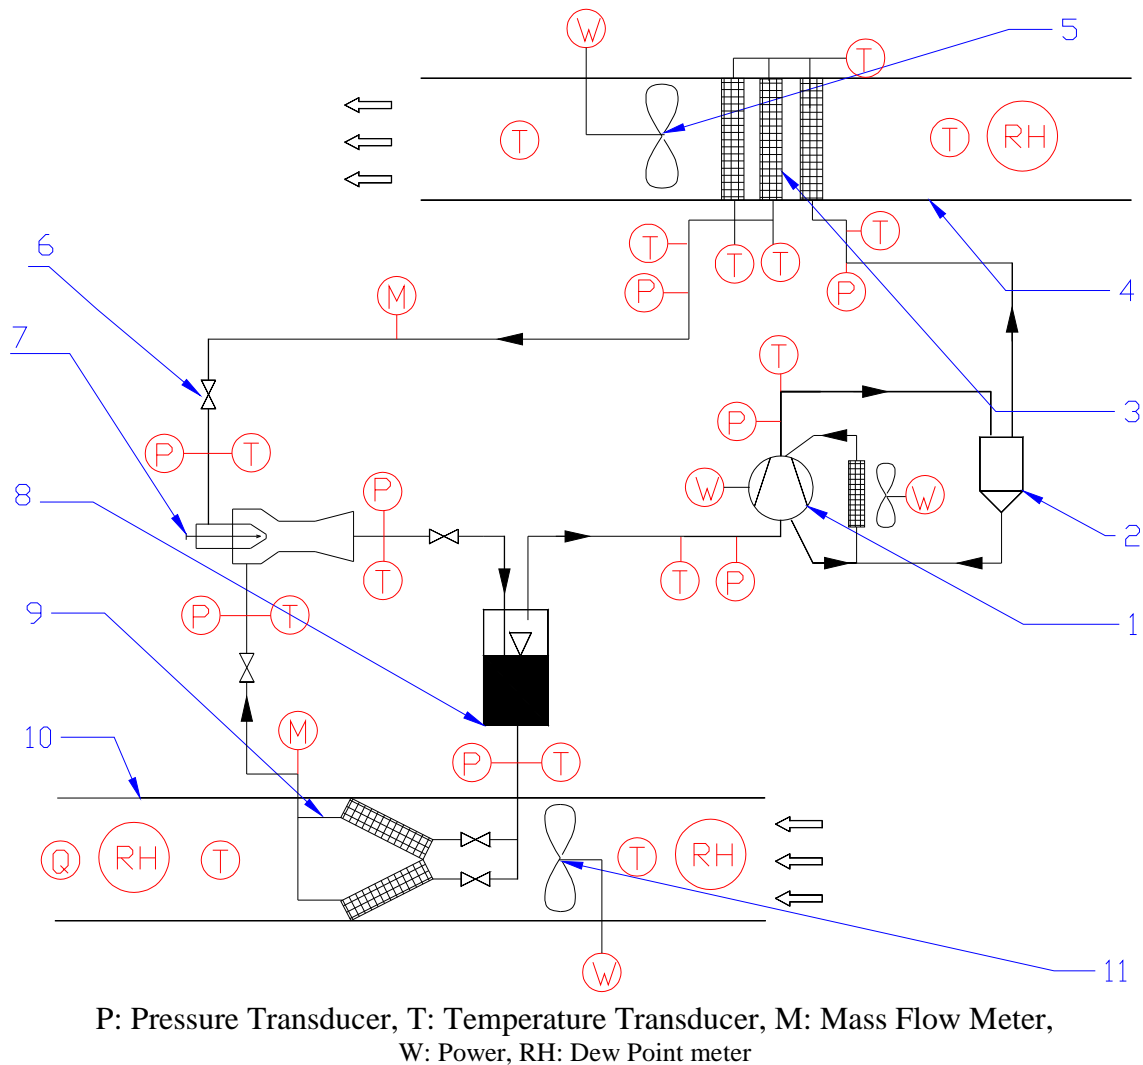 W
5
T
T
T
RH
6
T
T
T
T
P
P
4
M
7
T
3
P
P
T
8
P
W
W
2
T
T
P
9
P
T
1
M
10
P
T
Q
RH
T
T
RH
W
11
P: Pressure Transducer, T: Temperature Transducer, M: Mass Flow Meter,
W: Power, RH: Dew Point meter